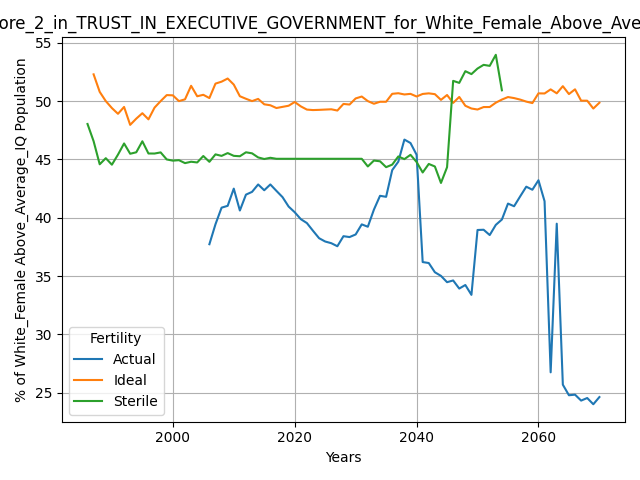 ore_2_in_TRUST_IN_EXECUTIVE_GOVERNMENT_for_White_Female_Above_Ave
% of White_Female Above_Average_IQ Population
55
50
45
40
35
30
25
Fertility
Actual
Ideal
Sterile
2000
2020
2040
2060
Years